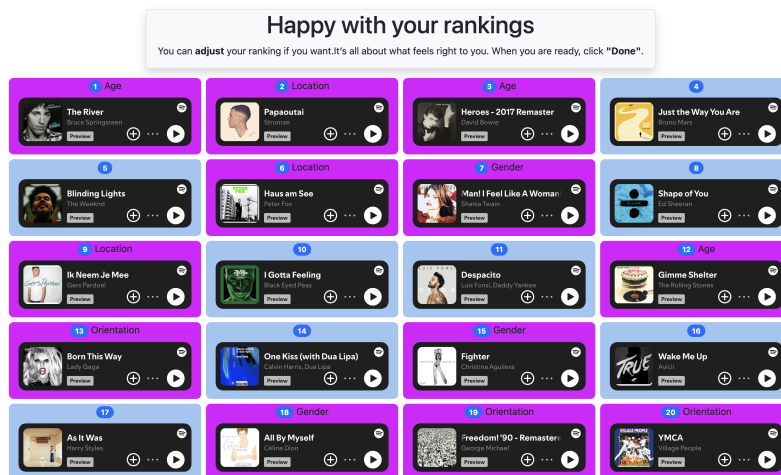 Happy with your rankings
You can adjust your ranking if you want.It's all about what feels right to you. When you are ready, click "Done".
1 Age
The River
Bruce Springsteen
Preview
2 Location
Papaoutai
Stromae
Preview
3 Age
Heroes - 2017 Remaster
David Bowie
Preview
4
Just the Way You Are
Bruno Mars
Preview
5
Blinding Lights
The Weeknd
Preview
6 Location
Haus am See
Peter Fox
Preview
7 Gender
Man! I Feel Like A Woman!
Shania Twain
Preview
8
Shape of You
Ed Sheeran
Preview
9 Location
Ik Neem Je Mee
Gers Pardoel
Preview
10
I Gotta Feeling
Black Eyed Peas
Preview
11
LUIS FONSI
Despacito
Luis Fonsi, Daddy Yankee
Preview
12 Age
Gimme Shelter
The Rolling Stones
Preview
13 Orientation
Born This Way
Lady Gaga
Preview
14
One Kiss (with Dua Lipa)
Calvin Harris, Dua Lipa
Preview
15 Gender
Fighter
Christina Aguilera
Preview
16
TRUE
Wake Me Up
Avicii
Preview
17
As It Was
Harry Styles
Preview
18 Gender
All By Myself
Céline Dion
Preview
19 Orientation
Freedom! '90 - Remastere
George Michael
Preview
20 Orientation
VILLAGE PEOPLE
YMCA
Village People
Preview